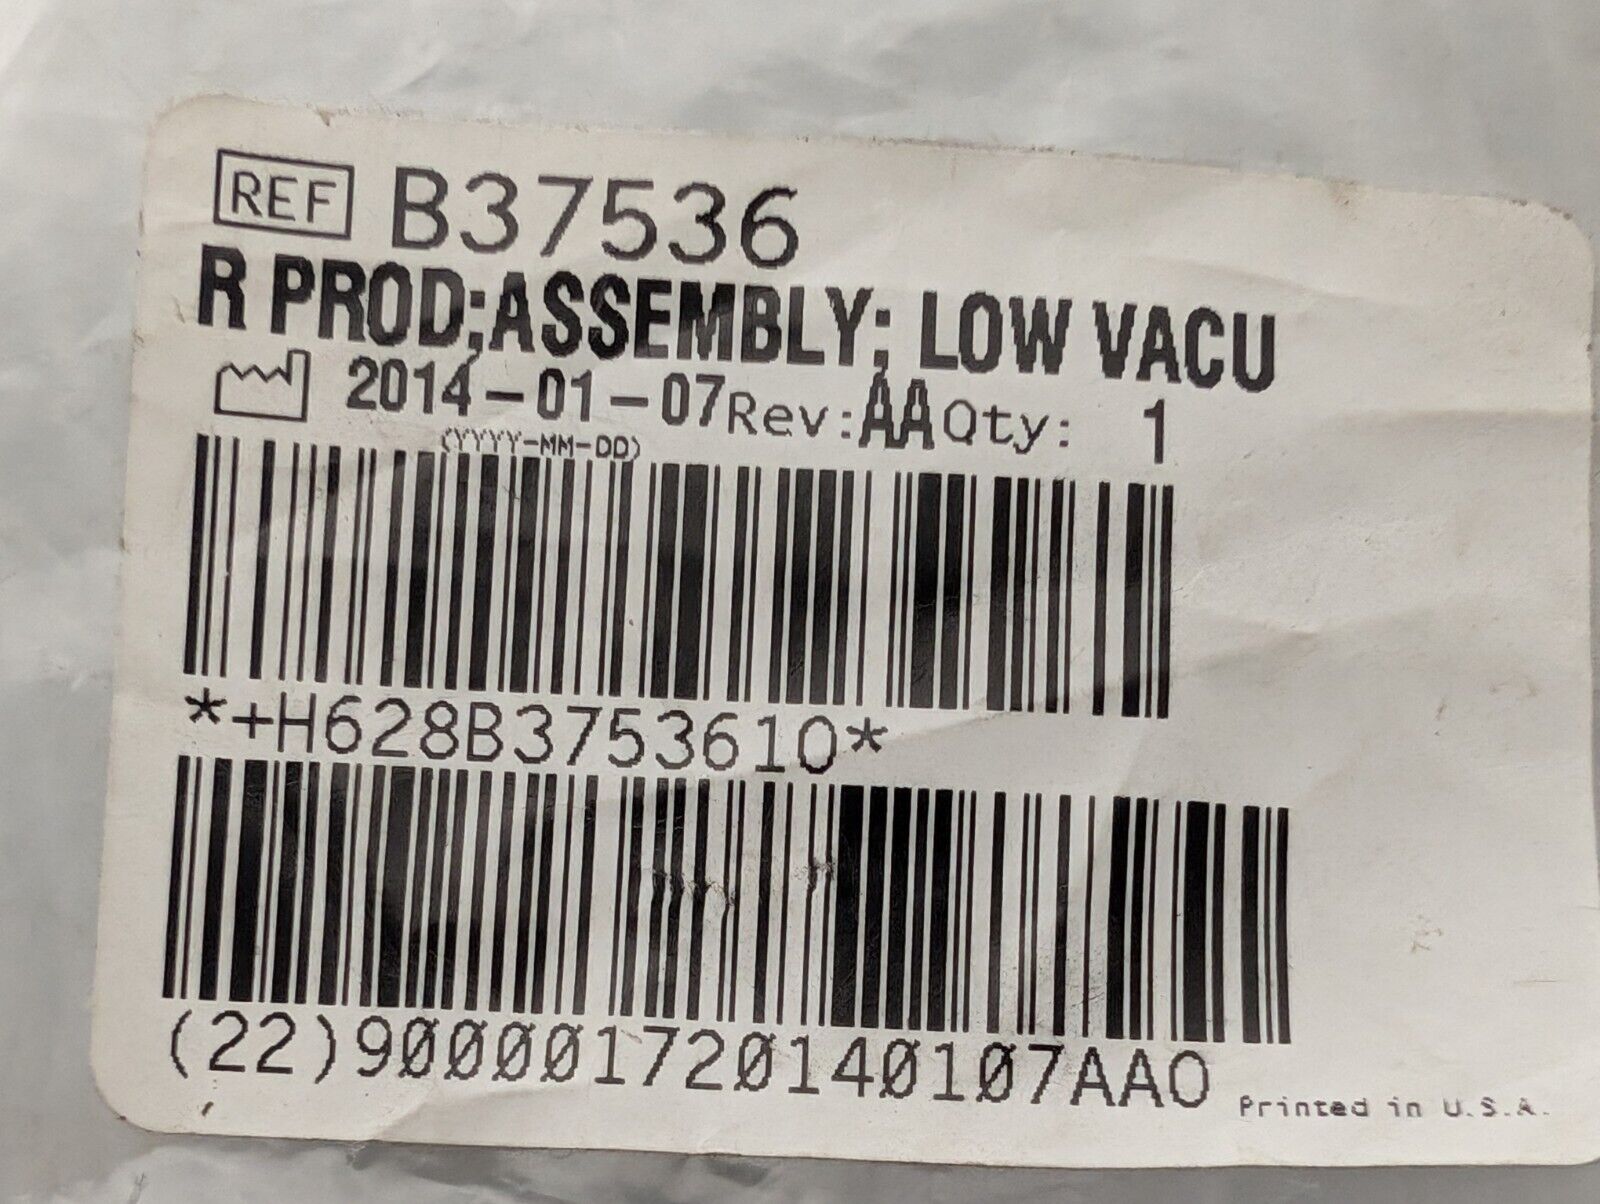 REF B37536
R PROD;ASSEMBLY; LOW VACU
2014-01-07 Rev: AA Qty: 1
(YYYY-MM-DD)
*+H628B3753610*
(22)900001720140107AAO
Printed in U.S.A.